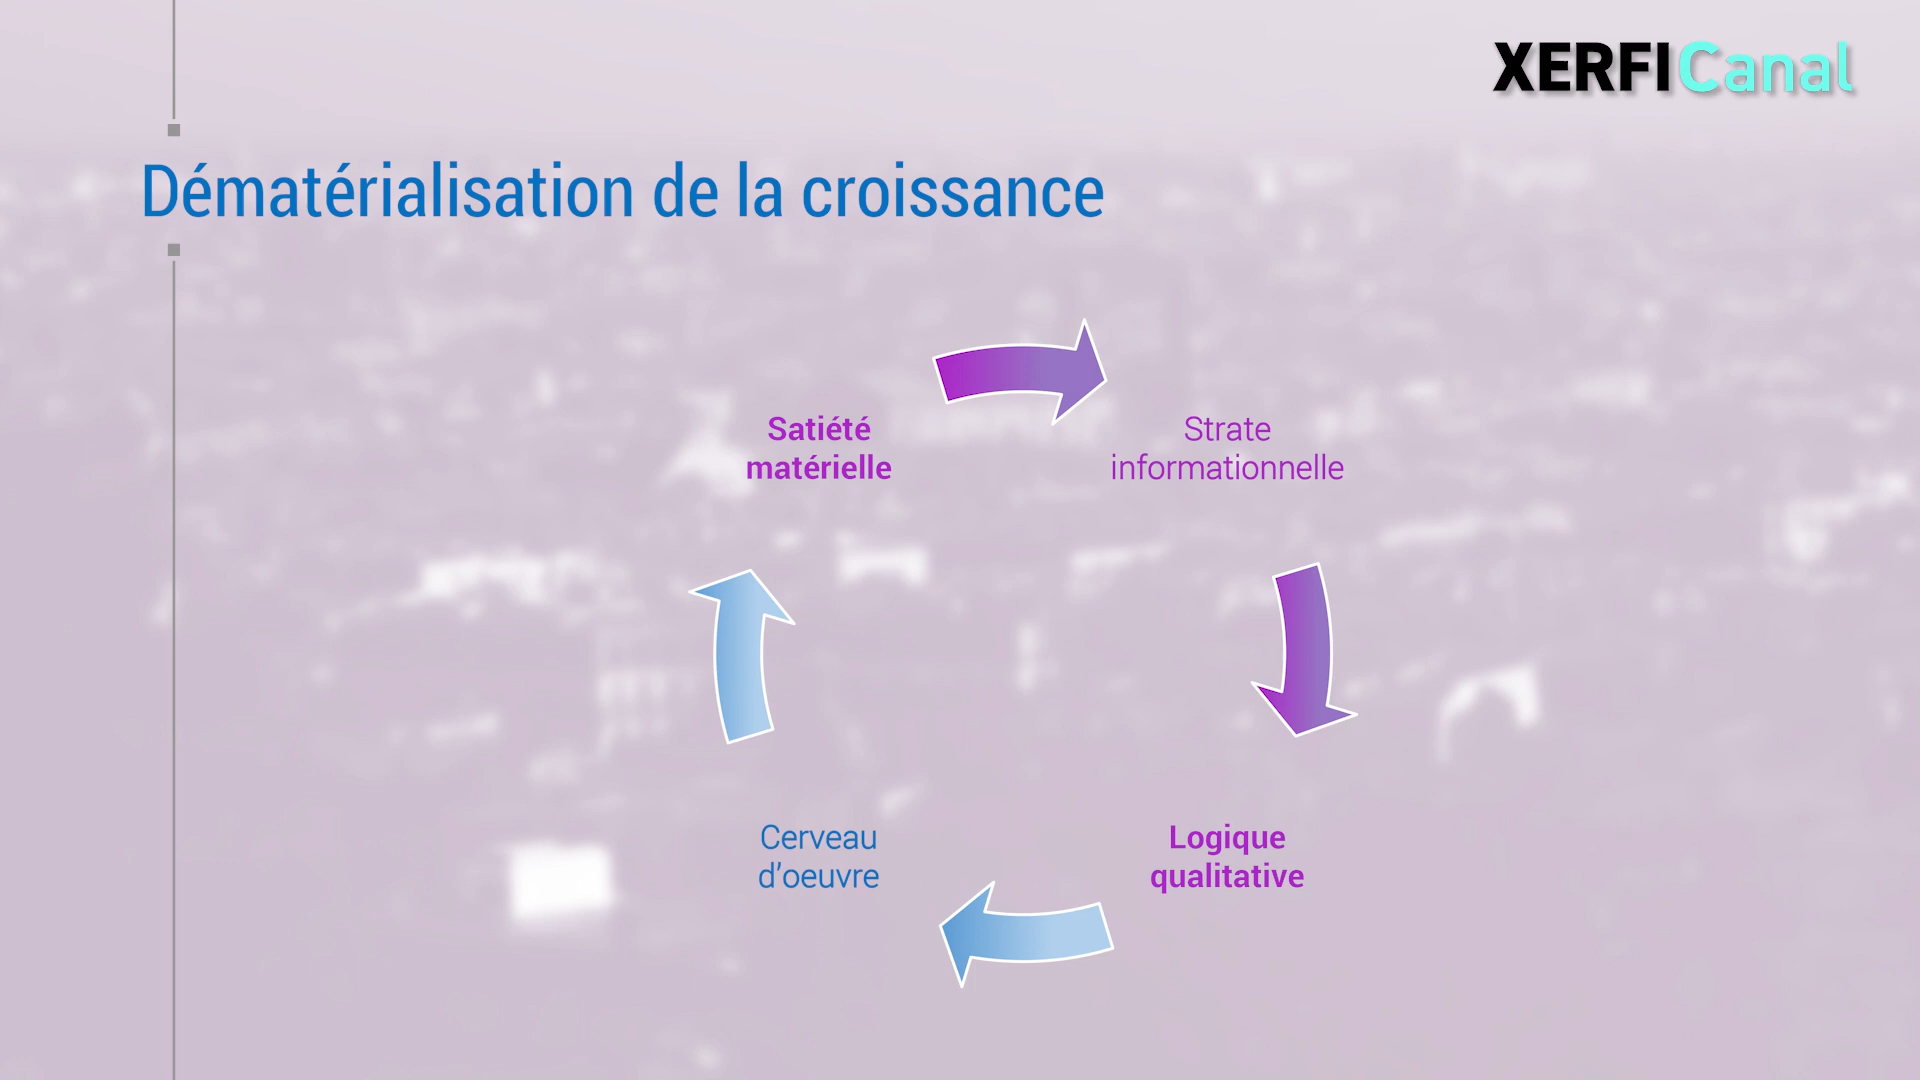 XERFI Canal
Dématérialisation de la croissance
Satiété
matérielle
Strate
informationnelle
Cerveau
d'oeuvre
Logique
qualitative